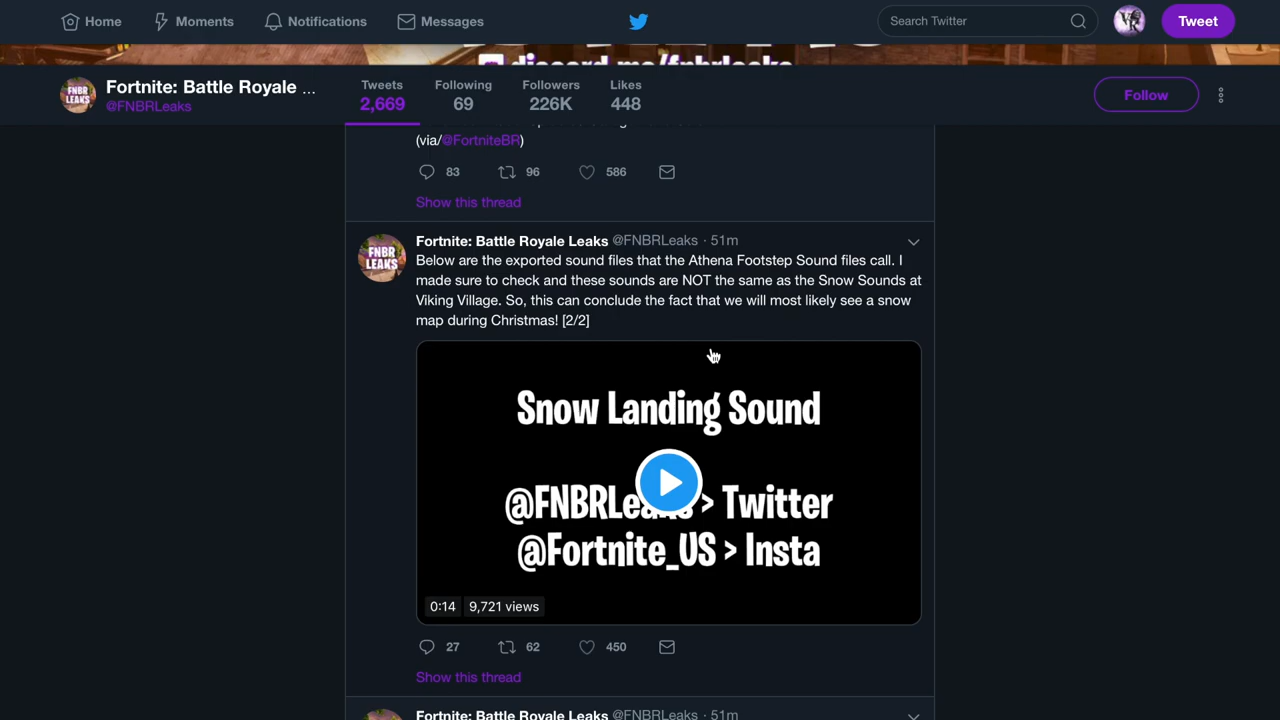 Home
Moments
Notifications
Messages
Search Twitter
Tweet
discord.me/fnbrleaks
FNBR
LEAKS
Fortnite: Battle Royale ...
@FNBRLeaks
Tweets
2,669
Following
69
Followers
226K
Likes
448
Follow
(via/@FortniteBR)
83
96
586
Show this thread
FNBR
LEAKS
Fortnite: Battle Royale Leaks @FNBRLeaks · 51m
Below are the exported sound files that the Athena Footstep Sound files call. I
made sure to check and these sounds are NOT the same as the Snow Sounds at
Viking Village. So, this can conclude the fact that we will most likely see a snow
map during Christmas! [2/2]
Snow Landing Sound
> Twitter
@Fortnite_US > Insta
0:14
9,721 views
27
62
450
Show this thread
Fortnite: Battle Royale Leaks @FNBRLeaks · 51m